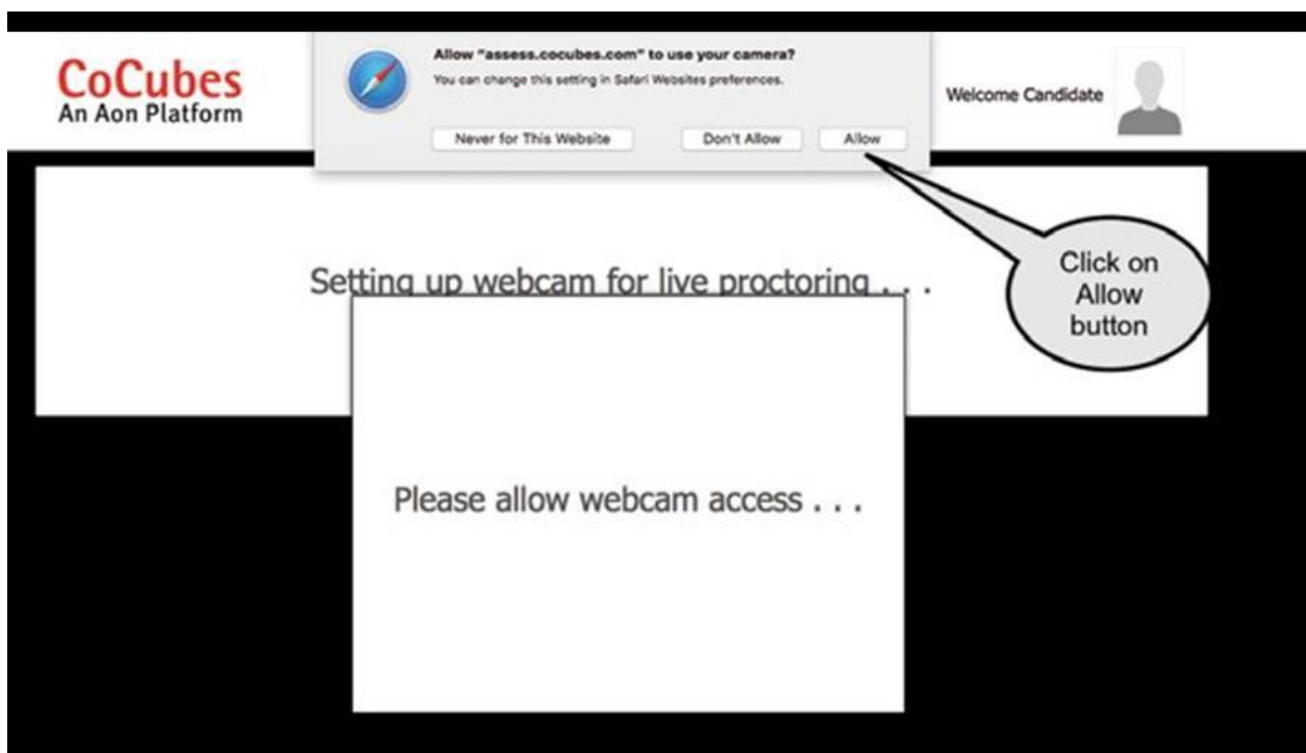 CoCubes
An Aon Platform
Allow "assess.cocubes.com" to use your camera?
You can change this setting in Safari Websites preferences.
Never for This Website
Don't Allow
Allow
Welcome Candidate
Setting up webcam for live proctoring . . .
Click on
Allow
button
Please allow webcam access . . .